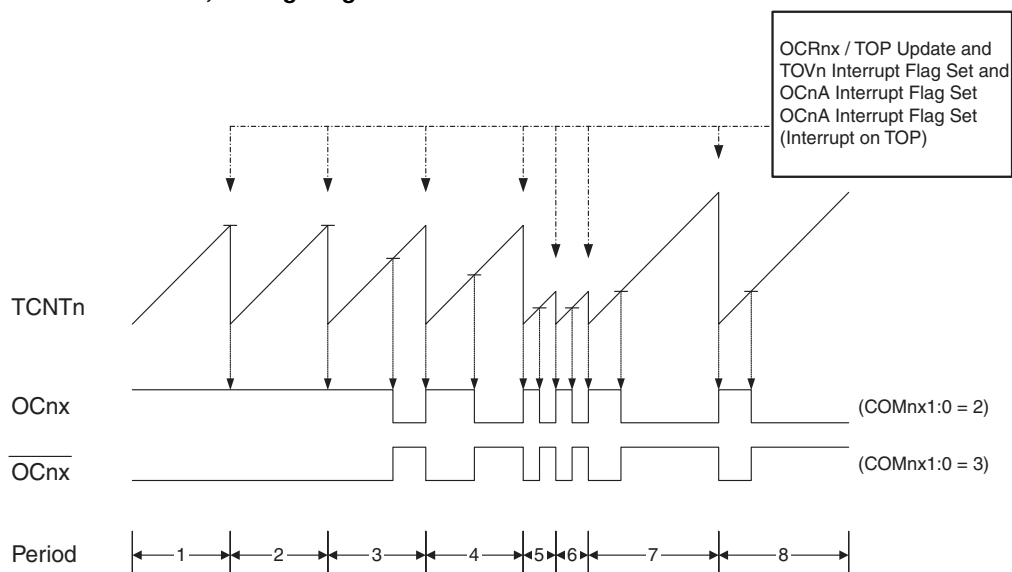 OCRnx / TOP Update and
TOVn Interrupt Flag Set and
OCnA Interrupt Flag Set
OCnA Interrupt Flag Set
(Interrupt on TOP)
TCNTn
OCnx
(COMnx1:0 = 2)
OCnx
(COMnx1:0 = 3)
Period
1 2 3 4 5 6 7 8